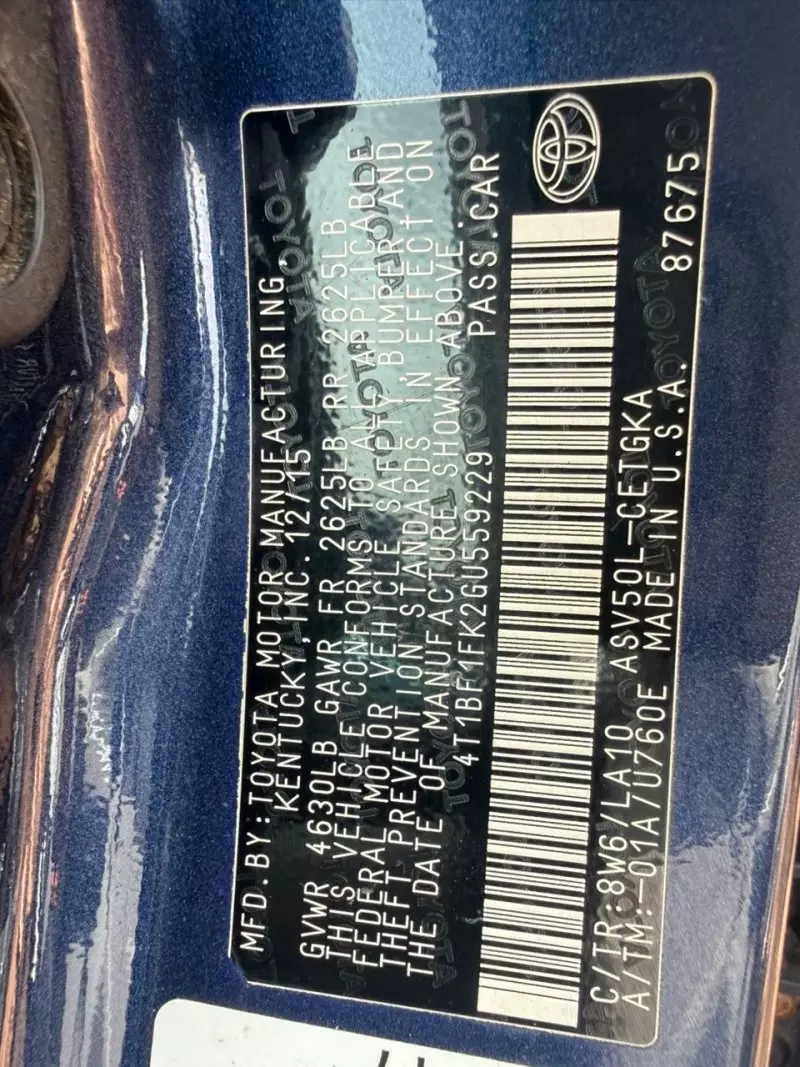 MFD.BY:TOYOTA MOTOR MANUFACTURING,
KENTUCKY,INC. 12/15
GVWR 4630LB GAWR FR 2625LB RR 2625LB
THIS VEHICLE CONFORMS TO ALL APPLICABLE
FEDERAL MOTOR VEHICLE SAFETY, BUMPER, AND
THEFT PREVENTION STANDARDS IN EFFECT ON
THE DATE OF MANUFACTURE SHOWN ABOVE.
4T1BF1FK2GU559229 PASS.CAR
C/TR:8W6/LA10 ASV50L-CETGKA
A/TM:-01A/U760E MADE IN U.S.A. 87675